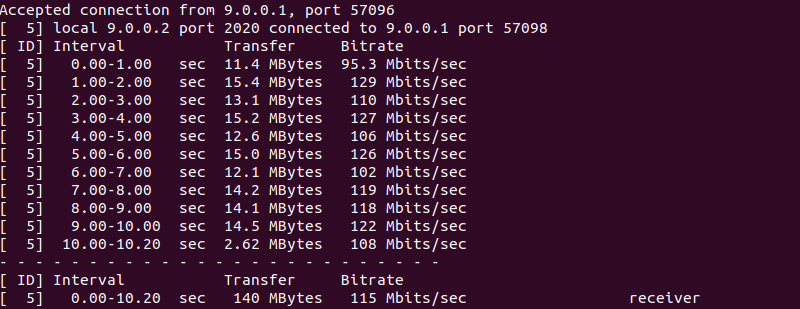 Accepted connection from 9.0.0.1, port 57096
[  5] local 9.0.0.2 port 2020 connected to 9.0.0.1 port 57098
[ ID] Interval           Transfer     Bitrate
[  5]   0.00-1.00   sec  11.4 MBytes  95.3 Mbits/sec
[  5]   1.00-2.00   sec  15.4 MBytes   129 Mbits/sec
[  5]   2.00-3.00   sec  13.1 MBytes   110 Mbits/sec
[  5]   3.00-4.00   sec  15.2 MBytes   127 Mbits/sec
[  5]   4.00-5.00   sec  12.6 MBytes   106 Mbits/sec
[  5]   5.00-6.00   sec  15.0 MBytes   126 Mbits/sec
[  5]   6.00-7.00   sec  12.1 MBytes   102 Mbits/sec
[  5]   7.00-8.00   sec  14.2 MBytes   119 Mbits/sec
[  5]   8.00-9.00   sec  14.1 MBytes   118 Mbits/sec
[  5]   9.00-10.00  sec  14.5 MBytes   122 Mbits/sec
[  5]  10.00-10.20  sec  2.62 MBytes   108 Mbits/sec
- - - - - - - - - - - - - - - - - - - - - - - - -
[ ID] Interval           Transfer     Bitrate
[  5]   0.00-10.20  sec   140 MBytes   115 Mbits/sec                  receiver